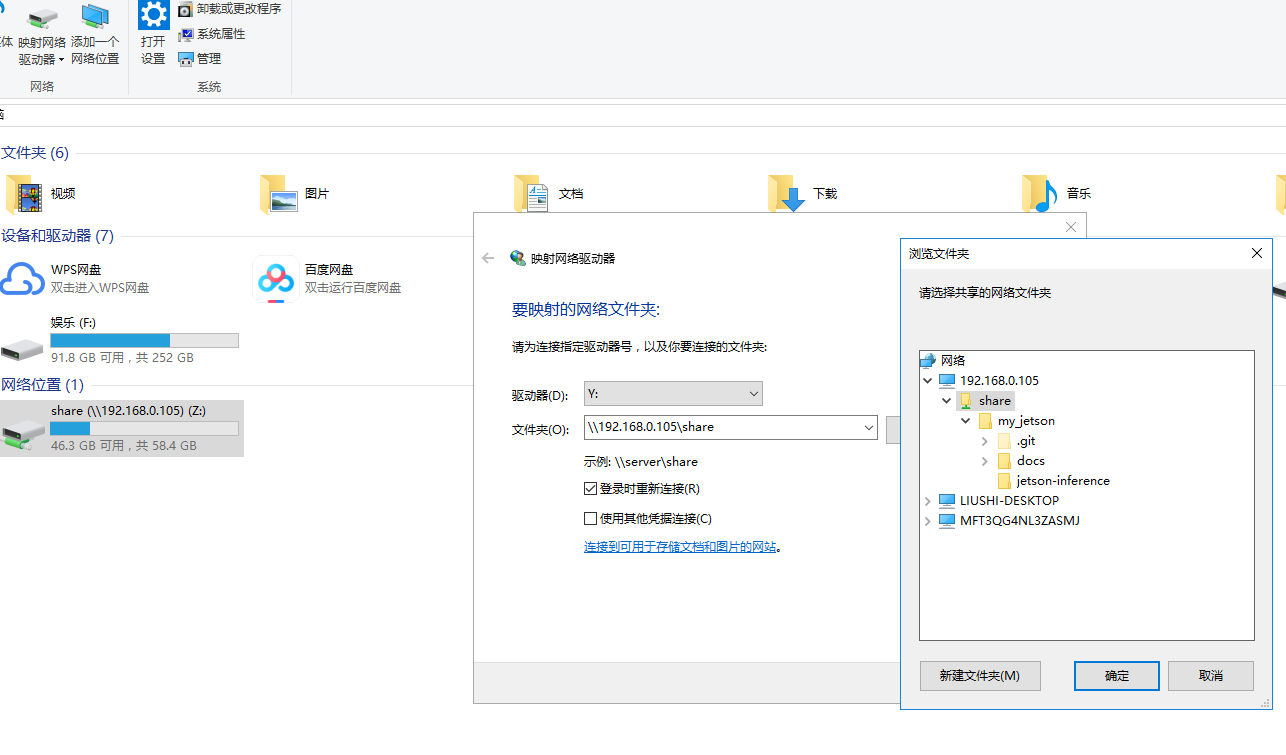 卸载或更改程序
体 映射网络 添加一个
驱动器 网络位置
打开
设置
系统属性
管理
网络
系统
文件夹 (6)
视频
图片
文档
下载
音乐
设备和驱动器 (7)
WPS网盘
双击进入WPS网盘
百度网盘
双击运行百度网盘
娱乐 (F:)
91.8 GB 可用，共 252 GB
网络位置 (1)
share (\\192.168.0.105) (Z:)
46.3 GB 可用，共 58.4 GB
映射网络驱动器
要映射的网络文件夹:
请为连接指定驱动器号，以及你要连接的文件夹:
驱动器(D):
Y:
文件夹(O):
\\192.168.0.105\share
示例: \\server\share
登录时重新连接(R)
使用其他凭据连接(C)
连接到可用于存储文档和图片的网站。
浏览文件夹
请选择共享的网络文件夹
网络
192.168.0.105
share
my_jetson
.git
docs
jetson-inference
LIUSHI-DESKTOP
MFT3QG4NL3ZASMJ
新建文件夹(M)
确定
取消